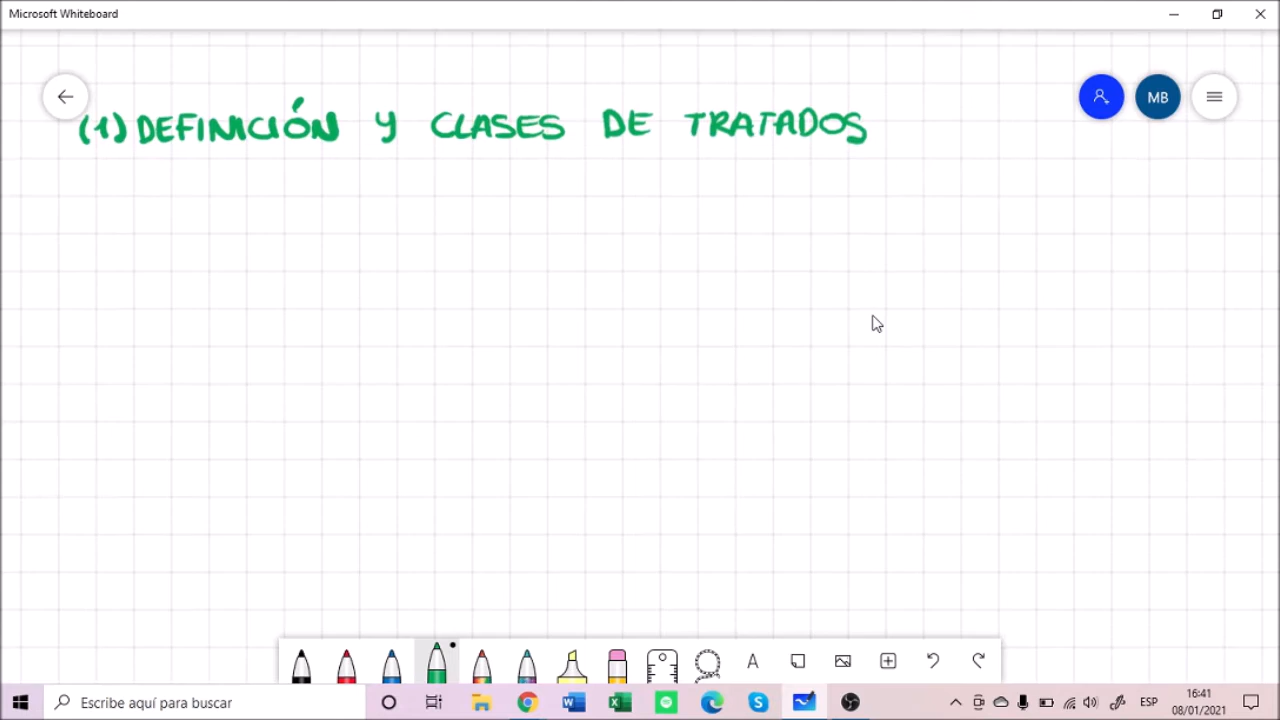 Microsoft Whiteboard
(1) DEFINICIÓN Y CLASES DE TRATADOS
MB
A
Escribe aquí para buscar
ESP
16:41
08/01/2021